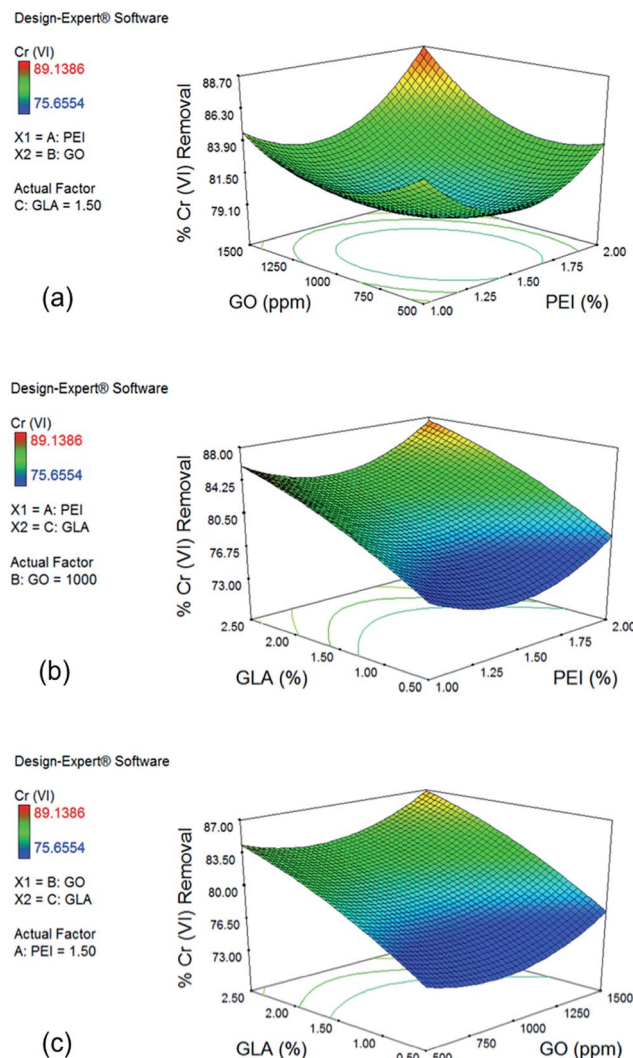 Design-Expert® Software
Cr (VI)
89.1386
75.6554
X1 = A: PEI
X2 = B: GO
Actual Factor
C: GLA = 1.50
% Cr (VI) Removal
88.70
86.30
83.90
81.50
79.10
1500
1250
1000
750
500
GO (ppm)
1.00
1.25
1.50
1.75
2.00
PEI (%)
(a)
Design-Expert® Software
Cr (VI)
89.1386
75.6554
X1 = A: PEI
X2 = C: GLA
Actual Factor
B: GO = 1000
% Cr (VI) Removal
88.00
84.25
80.50
76.75
73.00
2.50
2.00
1.50
1.00
0.50
GLA (%)
1.00
1.25
1.50
1.75
2.00
PEI (%)
(b)
Design-Expert® Software
Cr (VI)
89.1386
75.6554
X1 = B: GO
X2 = C: GLA
Actual Factor
A: PEI = 1.50
% Cr (VI) Removal
87.00
83.50
80.00
76.50
73.00
2.50
2.00
1.50
1.00
0.50
GLA (%)
500
750
1000
1250
1500
GO (ppm)
(c)